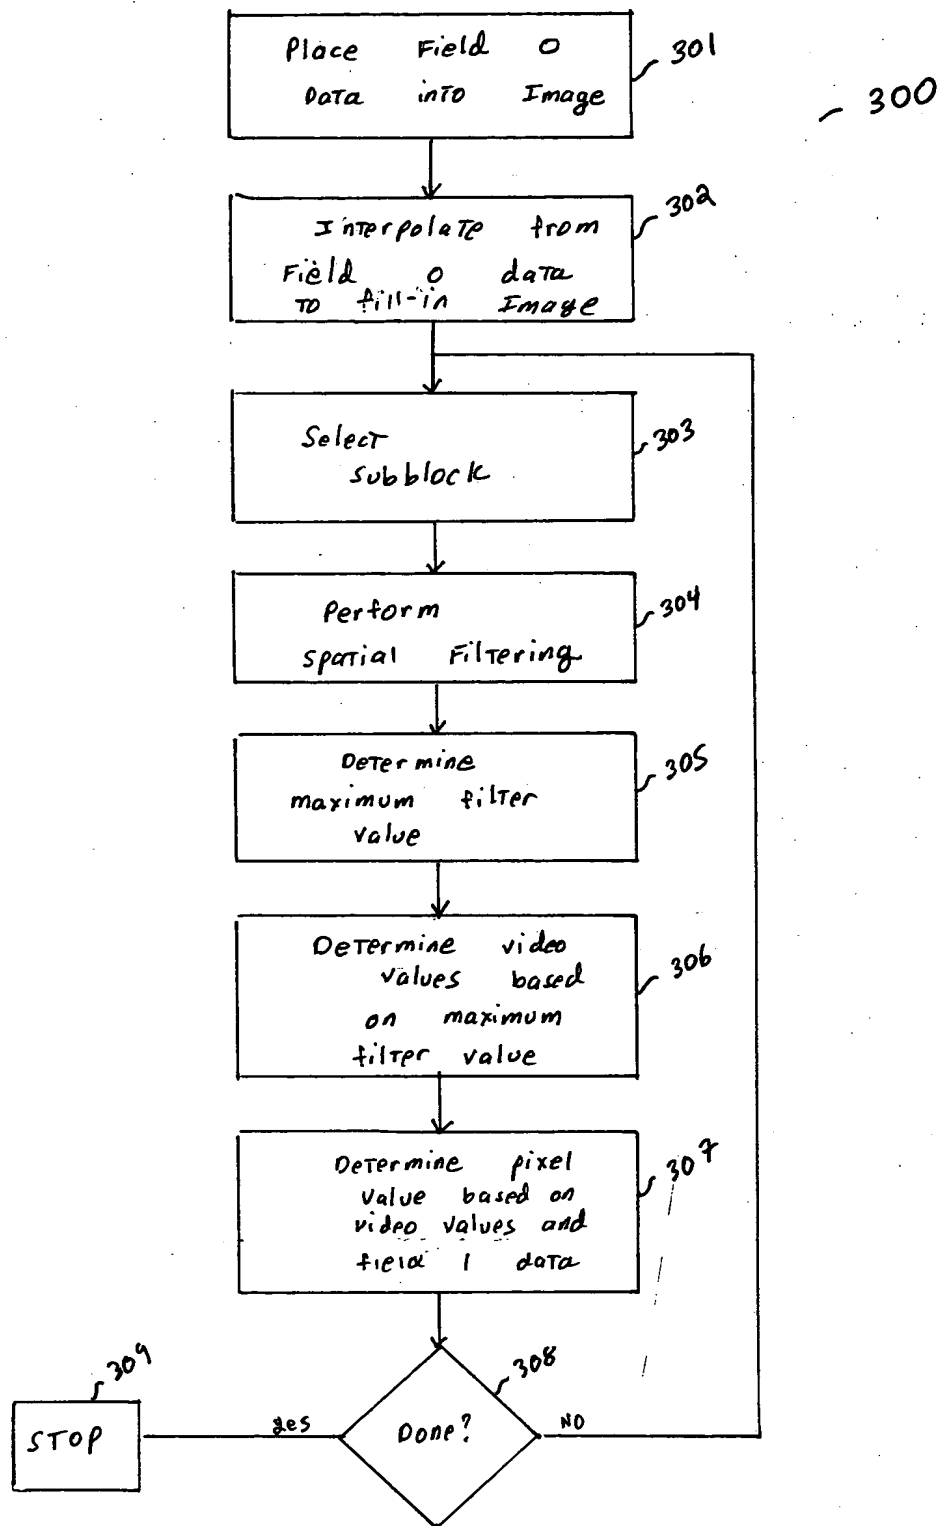 Place Field 0
Data into Image
301
300
Interpolate from
Field 0 data
to fill-in Image
302
Select
subblock
303
Perform
Spatial Filtering
304
Determine
maximum filter
value
305
Determine video
values based
on maximum
filter value
306
Determine pixel
value based on
video values and
field 1 data
307
308
Done?
yes
NO
309
STOP